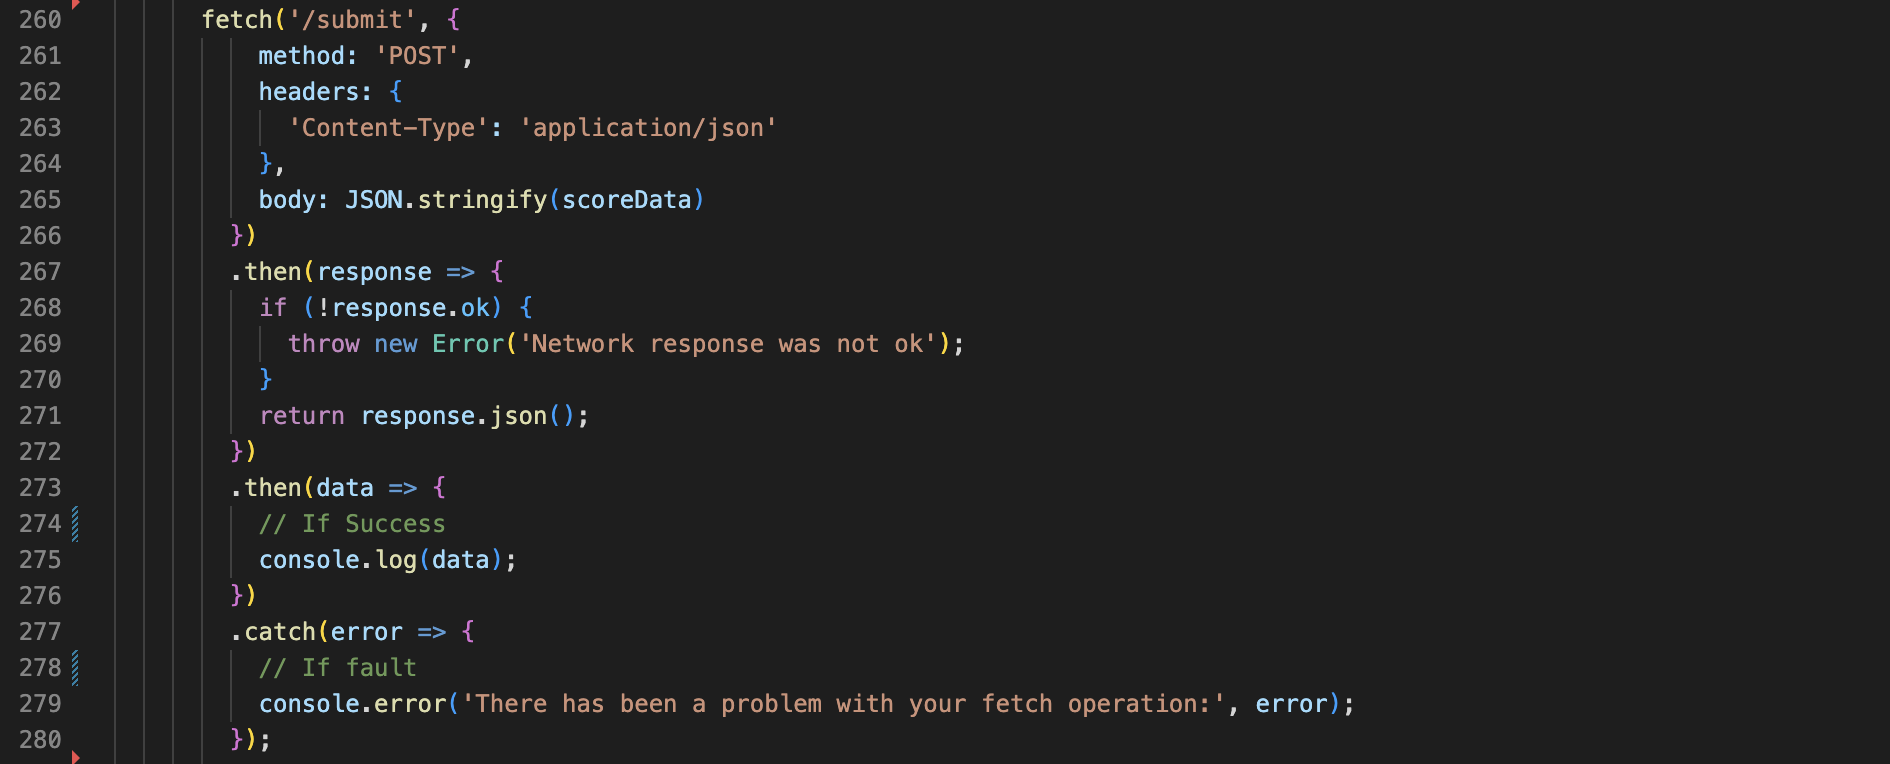 260 fetch('/submit', {
261 method: 'POST',
262 headers: {
263 'Content-Type': 'application/json'
264 },
265 body: JSON.stringify(scoreData)
266 })
267 .then(response => {
268 if (!response.ok) {
269 throw new Error('Network response was not ok');
270 }
271 return response.json();
272 })
273 .then(data => {
274 // If Success
275 console.log(data);
276 })
277 .catch(error => {
278 // If fault
279 console.error('There has been a problem with your fetch operation:', error);
280 });